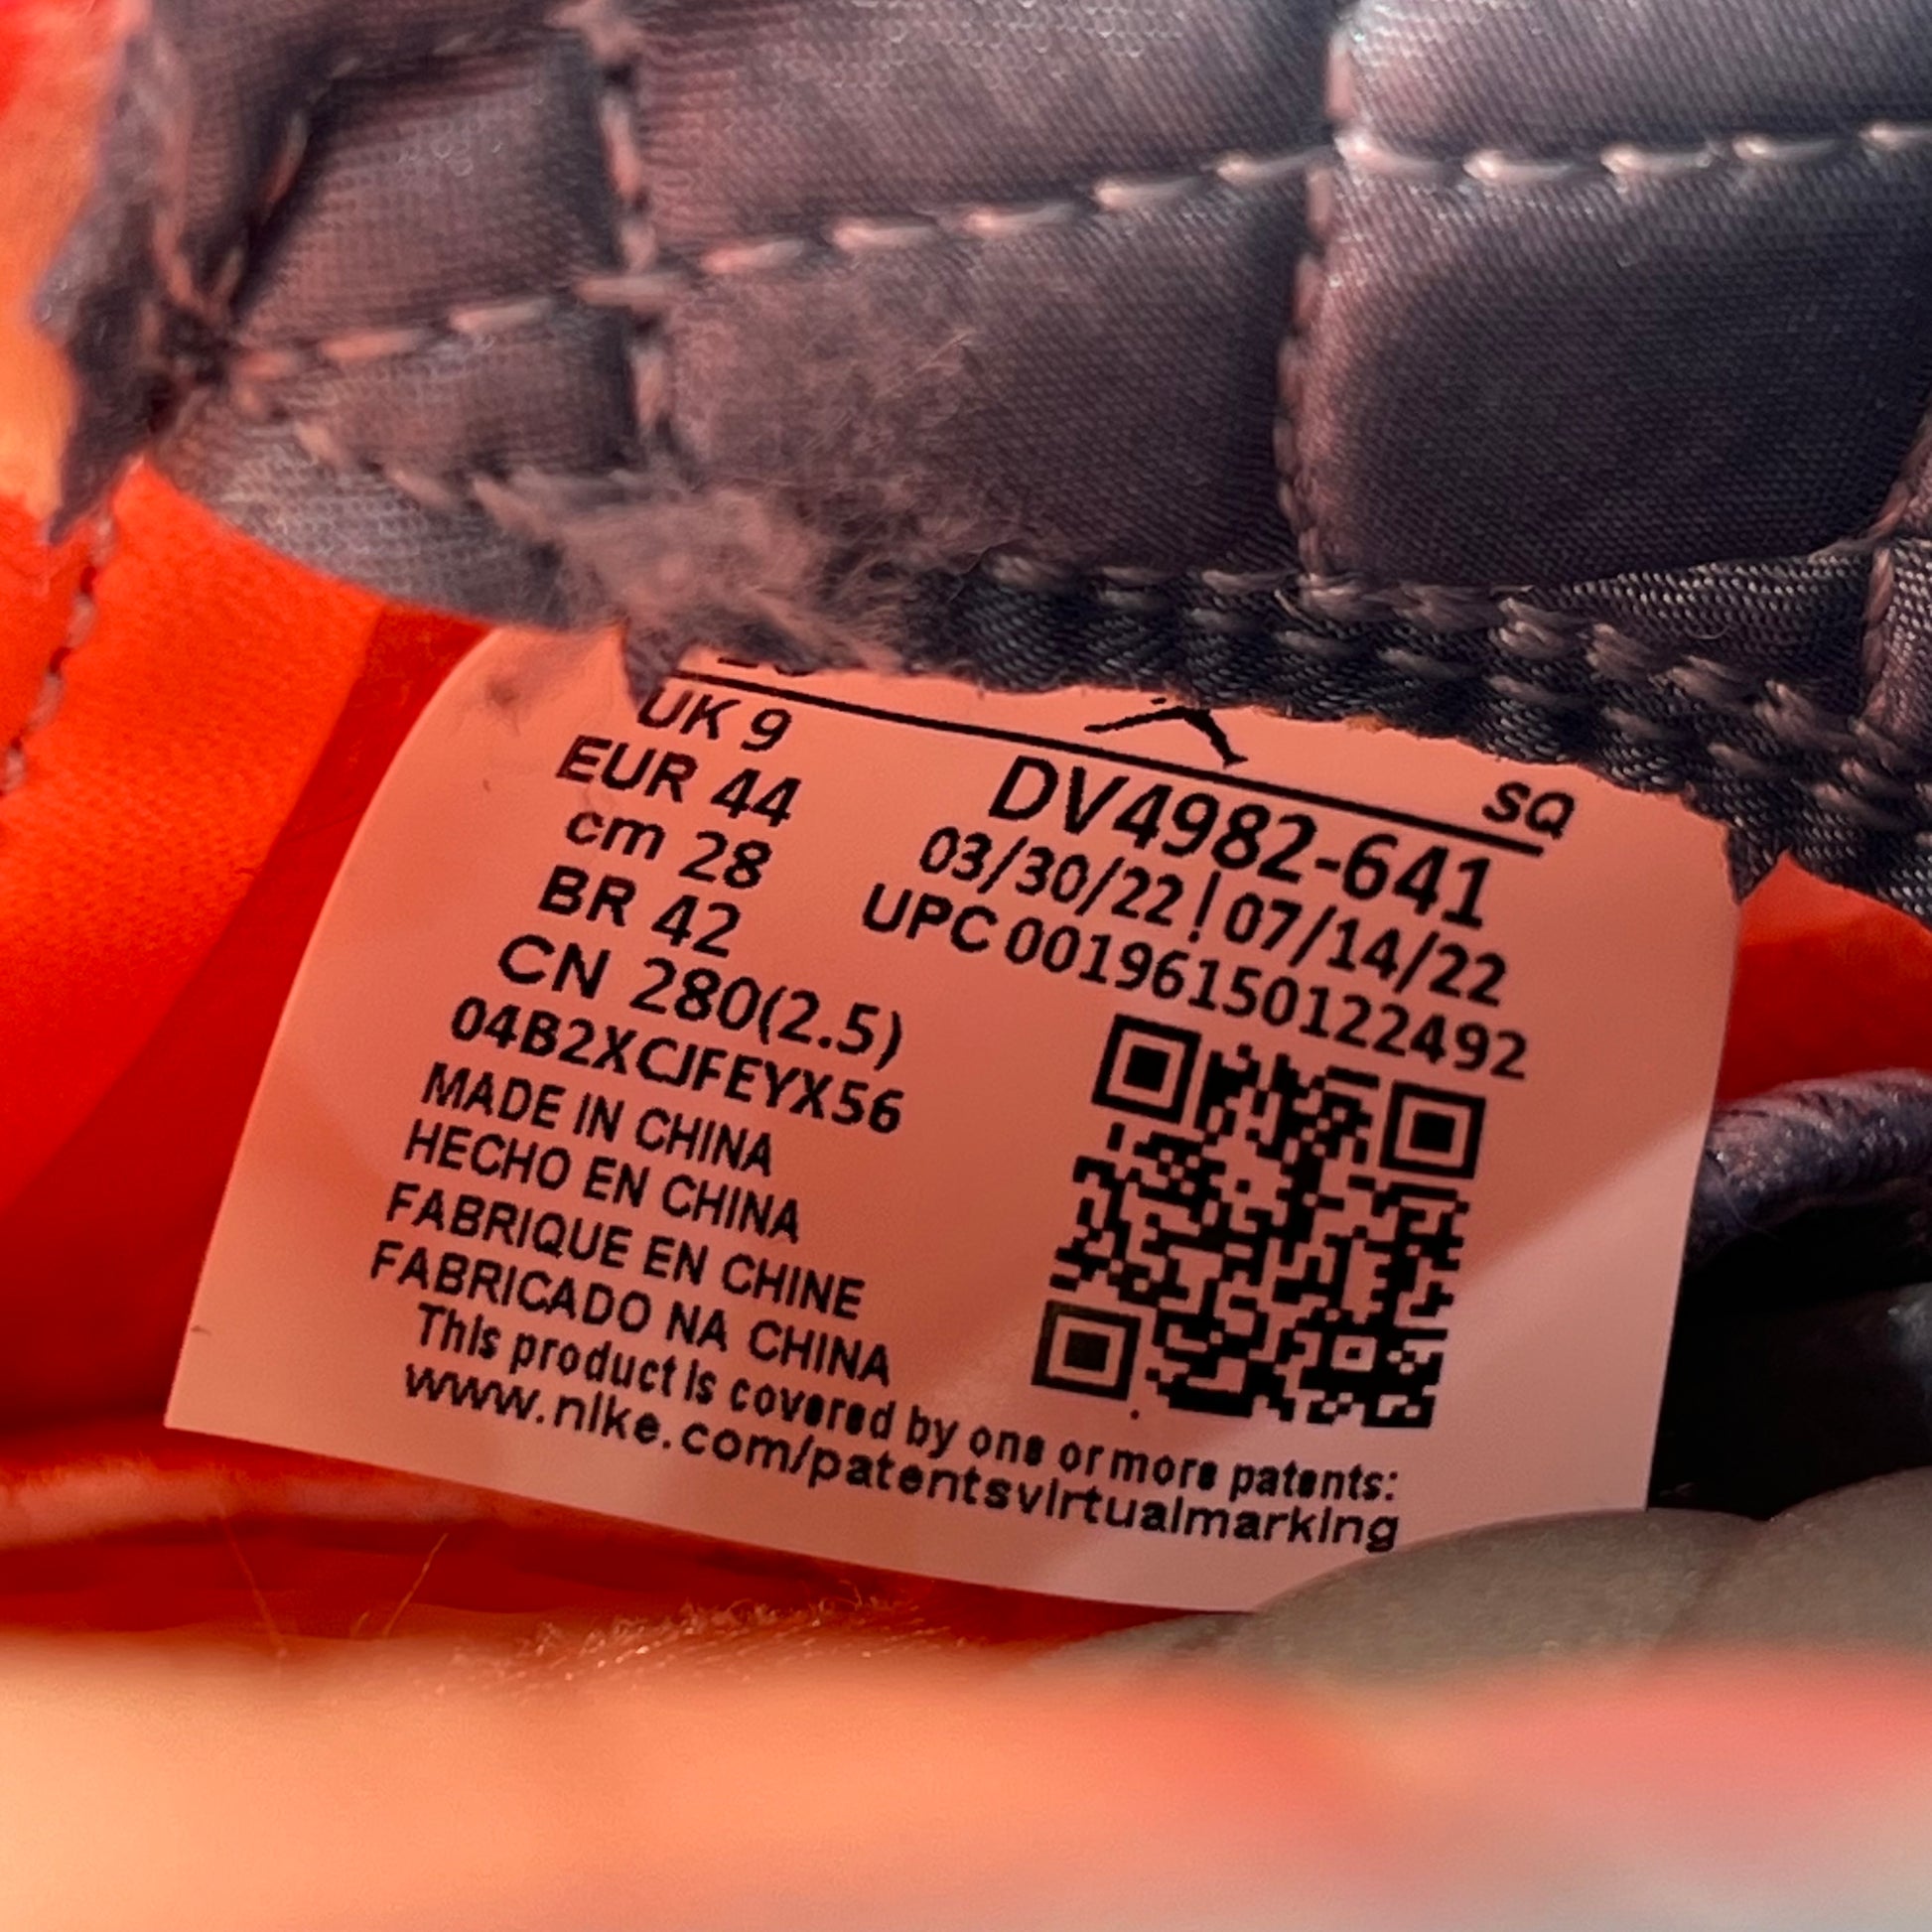 UK 9
EUR 44
cm 28
BR 42
CN 280(2.5)
04B2XCJFEYX56
MADE IN CHINA
HECHO EN CHINA
FABRIQUE EN CHINE
FABRICADO NA CHINA
SQ
DV4982-641
03/30/22 | 07/14/22
UPC 00196150122492
This product is covered by one or more patents:
www.nike.com/patentsvirtualmarking